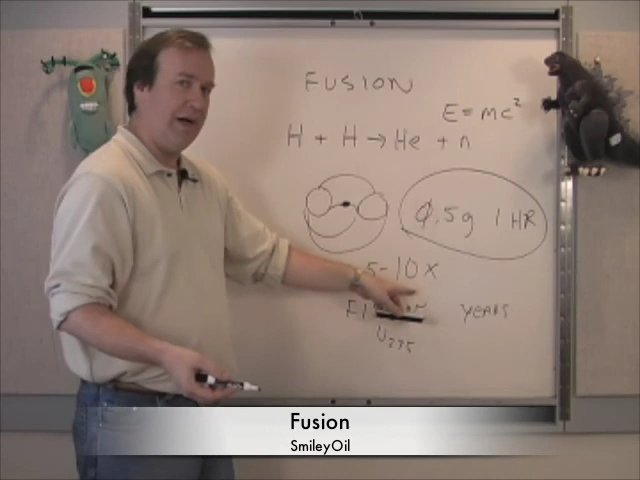 FUSION
E=mc²
H + H → He + n
0.5g 1 HR
5-10x
YEARS
U235
Fusion
SmileyOil